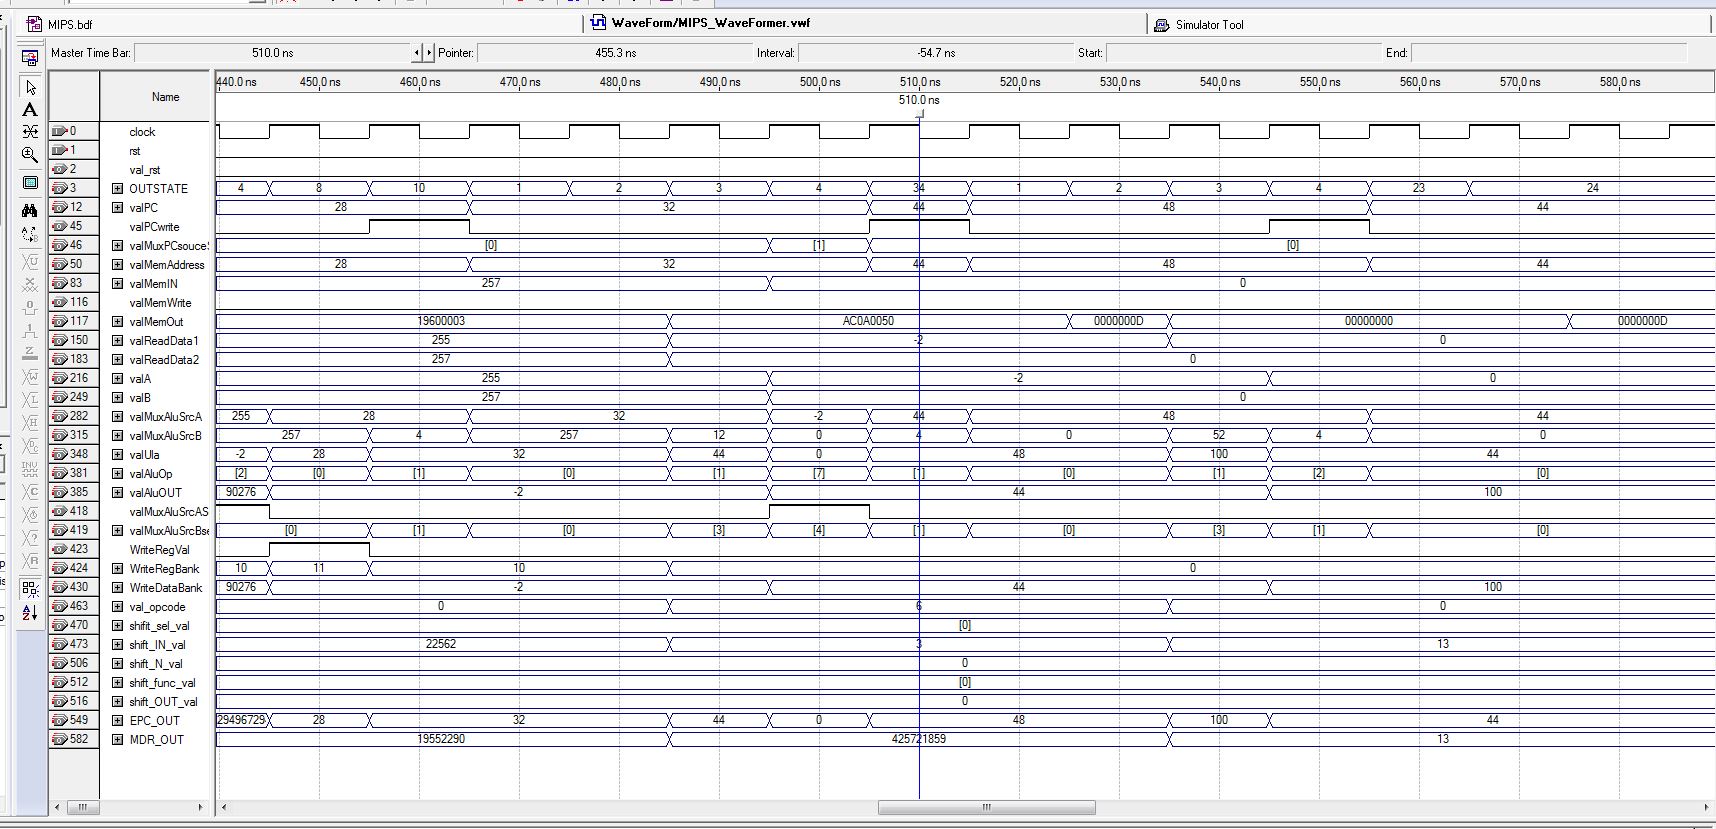 MIPS.bdf WaveForm/MIPS_WaveFormer.vwf Simulator Tool
Master Time Bar: 510.0 ns Pointer: 455.3 ns Interval: -54.7 ns Start: End:
Name 440.0 ns 450.0 ns 460.0 ns 470.0 ns 480.0 ns 490.0 ns 500.0 ns 510.0 ns 520.0 ns 530.0 ns 540.0 ns 550.0 ns 560.0 ns 570.0 ns 580.0 ns
510.0 ns
0 clock
1 rst
2 val_rst
3 OUTSTATE 4 8 10 1 2 3 4 34 1 2 3 4 23 24
12 valPC 28 32 44 48 44
45 valPCwrite
46 valMuxPCsouceS [0] [1] [0]
50 valMemAddress 28 32 44 48 44
83 valMemIN 257 0
116 valMemWrite
117 valMemOut 19600003 AC0A0050 0000000D 00000000 0000000D
150 valReadData1 255 -2 0
183 valReadData2 257 0
216 valA 255 -2 0
249 valB 257 0
282 valMuxAluSrcA 255 28 32 -2 44 48 44
315 valMuxAluSrcB 257 4 257 12 0 4 0 52 4 0
348 valUla -2 28 32 44 0 48 100 44
381 valAluOp [2] [0] [1] [0] [1] [7] [1] [0] [1] [2] [0]
385 valAluOUT 90276 -2 44 100
418 valMuxAluSrcAS
419 valMuxAluSrcBse [0] [1] [0] [3] [4] [1] [0] [3] [1] [0]
423 WriteRegVal
424 WriteRegBank 10 11 10 0
430 WriteDataBank 90276 -2 44 100
463 val_opcode 0 6 0
470 shifit_sel_val [0]
473 shift_IN_val 22562 3 13
506 shift_N_val 0
512 shift_func_val [0]
516 shift_OUT_val 0
549 EPC_OUT 29496729 28 32 44 0 48 100 44
582 MDR_OUT 19552290 425721859 13